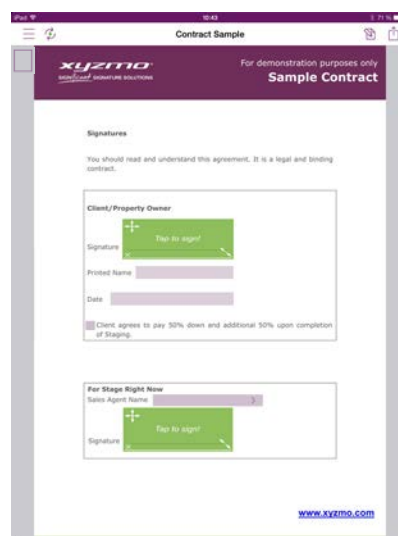 iPad
10:43
71 %
Contract Sample
xyzmo
SIGNificant SIGNATURE SOLUTIONS
For demonstration purposes only
Sample Contract
Signatures
You should read and understand this agreement. It is a legal and binding
contract.
Client/Property Owner
Tap to sign!
Signature
Printed Name
Date
Client agrees to pay 50% down and additional 50% upon completion
of Staging.
For Stage Right Now
Sales Agent Name
Tap to sign!
Signature
www.xyzmo.com